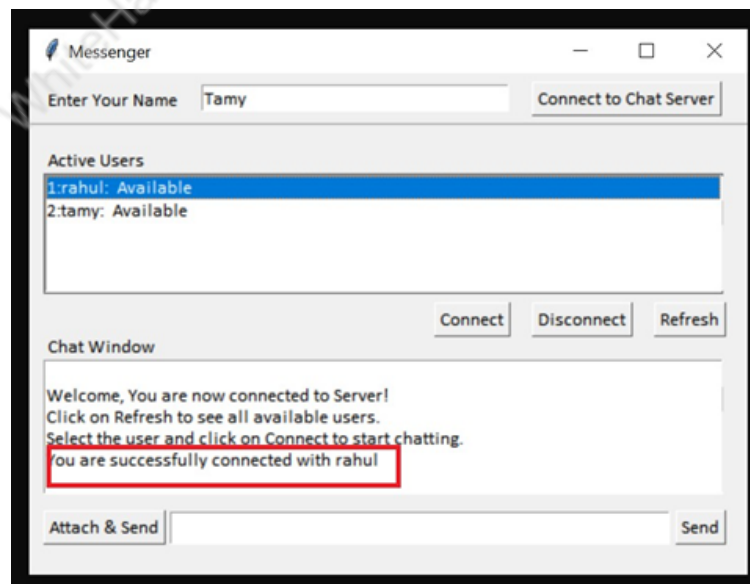 Messenger
Enter Your Name Tamy Connect to Chat Server
Active Users
1:rahul: Available
2:tamy: Available
Connect Disconnect Refresh
Chat Window
Welcome, You are now connected to Server!
Click on Refresh to see all available users.
Select the user and click on Connect to start chatting.
You are successfully connected with rahul
Attach & Send Send